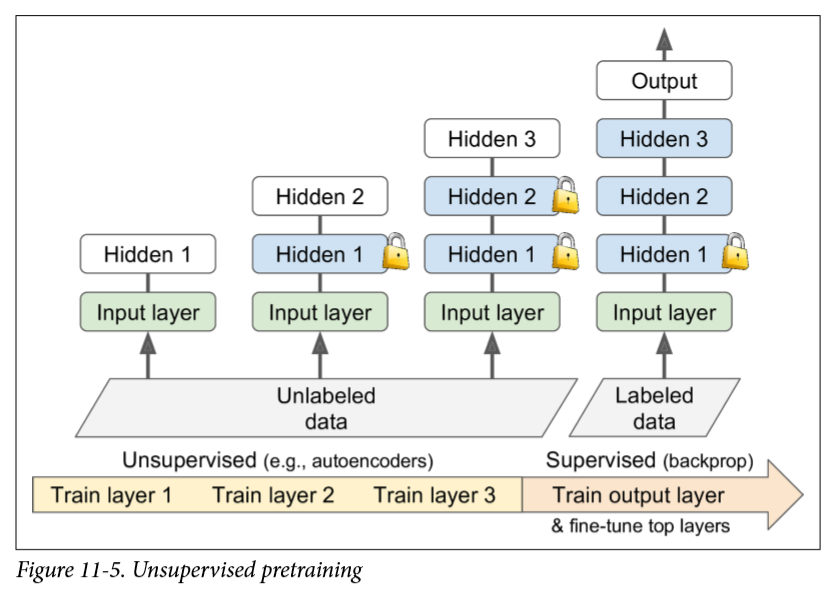 Output
Hidden 3
Hidden 3
Hidden 2
Hidden 2
Hidden 2
Hidden 1
Hidden 1
Hidden 1
Hidden 1
Input layer
Input layer
Input layer
Input layer
Unlabeled
data
Labeled
data
Unsupervised (e.g., autoencoders)
Supervised (backprop)
Train layer 1
Train layer 2
Train layer 3
Train output layer
& fine-tune top layers
Figure 11-5. Unsupervised pretraining